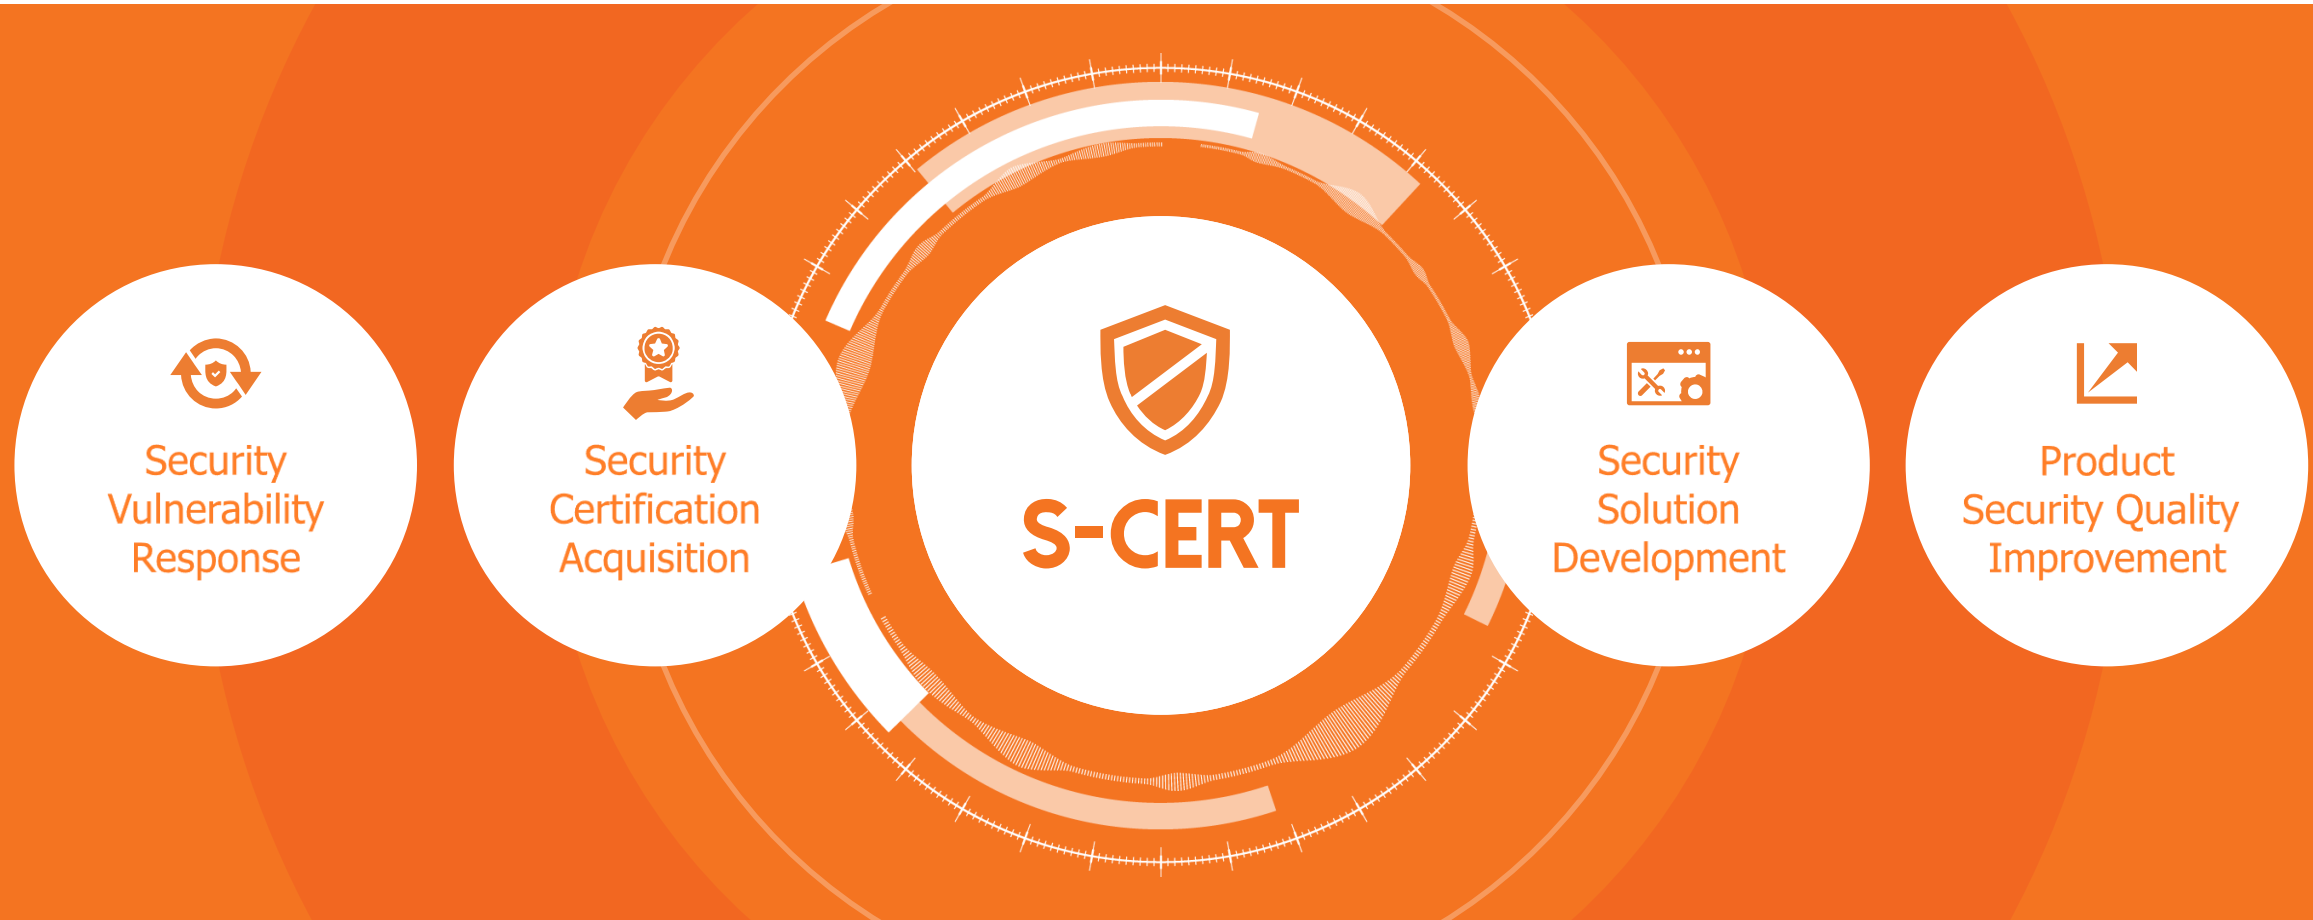 Security
Vulnerability
Response
Security
Certification
Acquisition
S-CERT
Security
Solution
Development
Product
Security Quality
Improvement